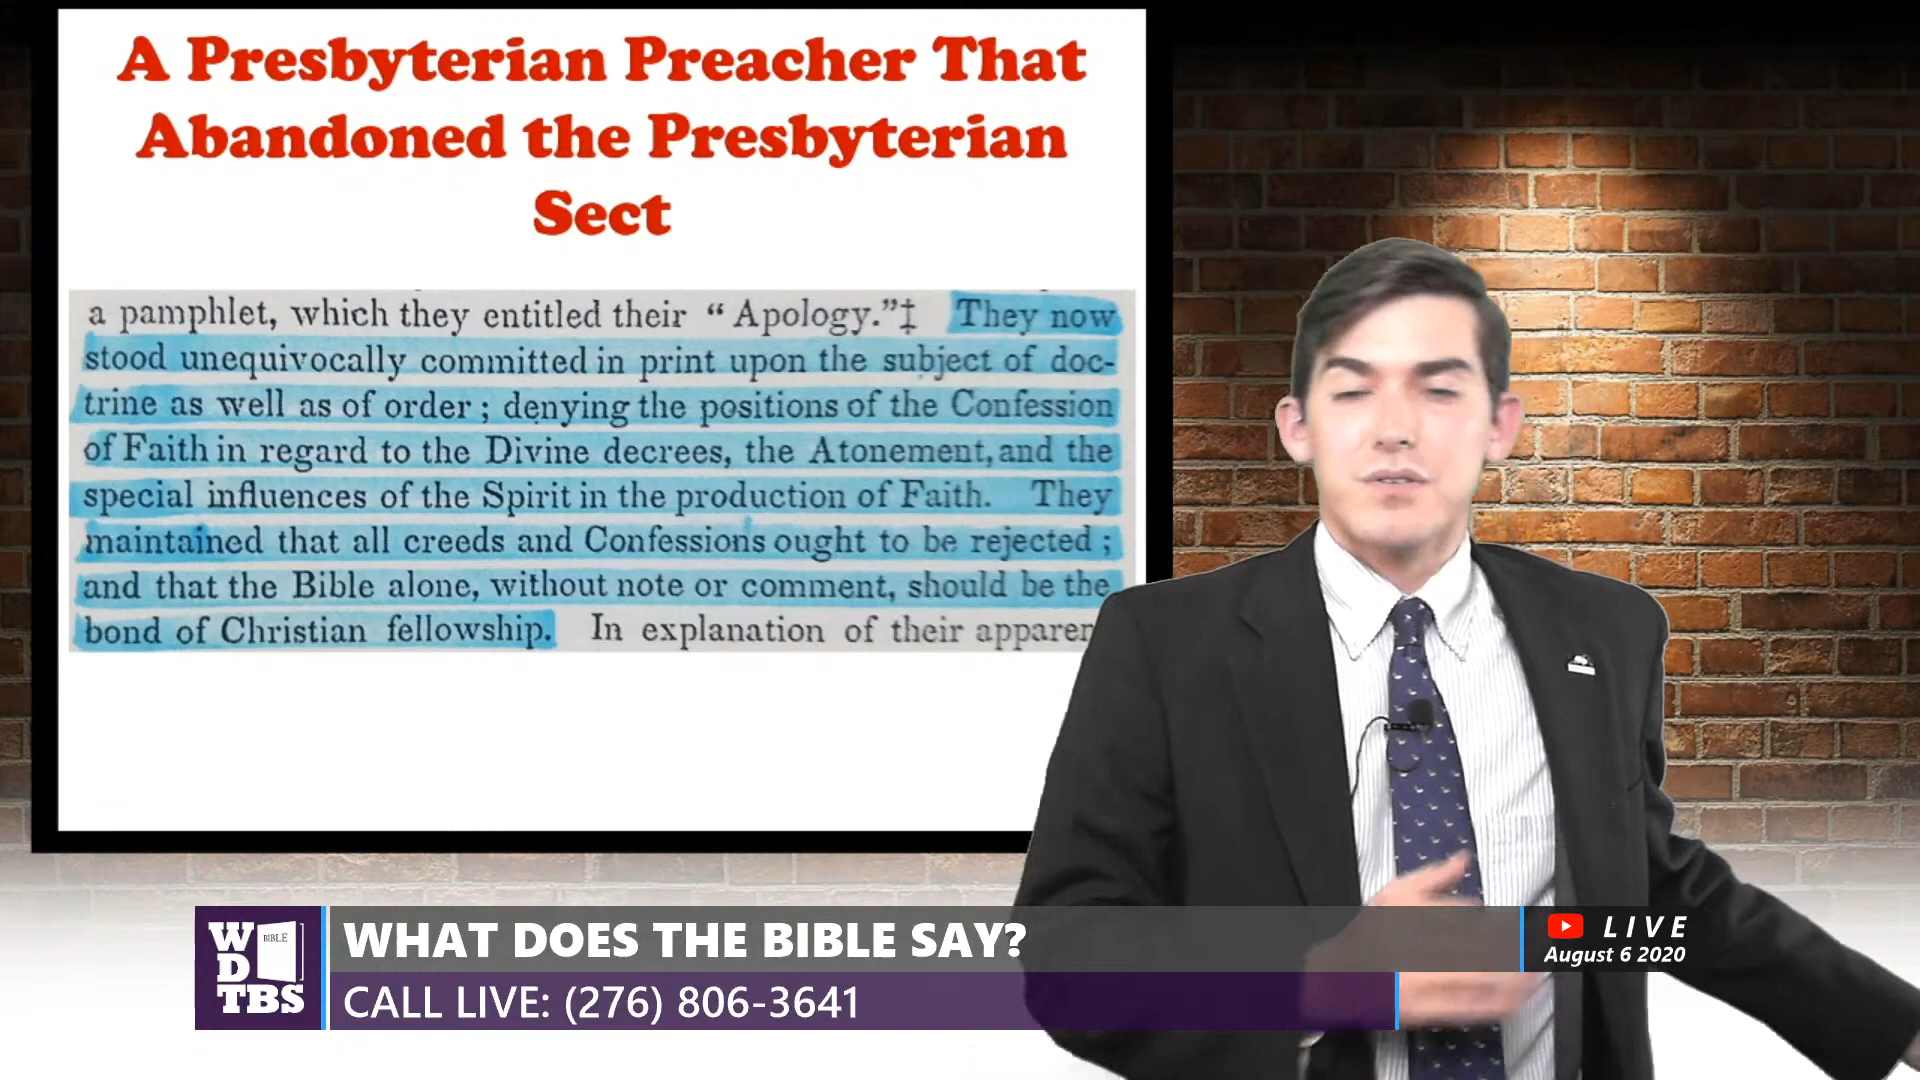 A Presbyterian Preacher That
Abandoned the Presbyterian
Sect
a pamphlet, which they entitled their “Apology.”‡ They now
stood unequivocally committed in print upon the subject of doc-
trine as well as of order; denying the positions of the Confession
of Faith in regard to the Divine decrees, the Atonement, and the
special influences of the Spirit in the production of Faith. They
maintained that all creeds and Confessions ought to be rejected;
and that the Bible alone, without note or comment, should be the
bond of Christian fellowship. In explanation of their apparen
W
D
TBS
BIBLE
WHAT DOES THE BIBLE SAY?
CALL LIVE: (276) 806-3641
LIVE
August 6 2020